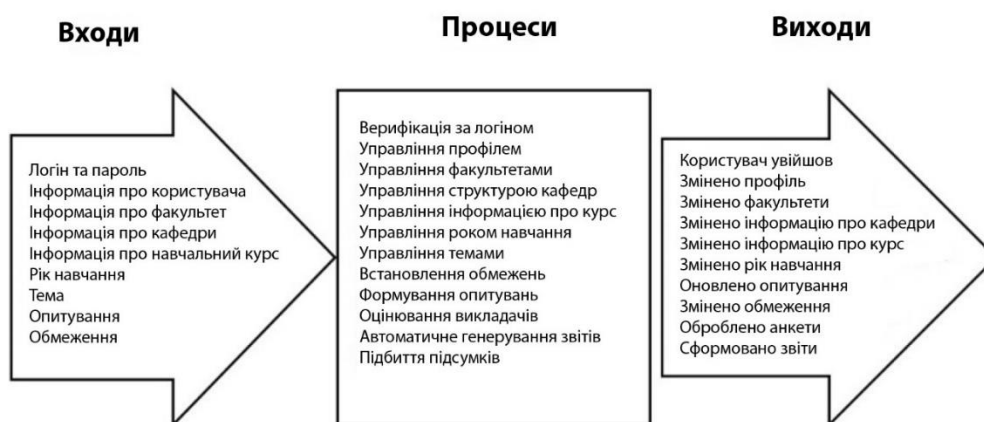 Входи
Процеси
Виходи
Логін та пароль
Інформація про користувача
Інформація про факультет
Інформація про кафедри
Інформація про навчальний курс
Рік навчання
Тема
Опитування
Обмеження
Верифікація за логіном
Управління профілем
Управління факультетами
Управління структурою кафедр
Управління інформацією про курс
Управління роком навчання
Управління темами
Встановлення обмежень
Формування опитувань
Оцінювання викладачів
Автоматичне генерування звітів
Підбиття підсумків
Користувач увійшов
Змінено профіль
Змінено факультети
Змінено інформацію про кафедри
Змінено інформацію про курс
Змінено рік навчання
Оновлено опитування
Змінено обмеження
Оброблено анкети
Сформовано звіти